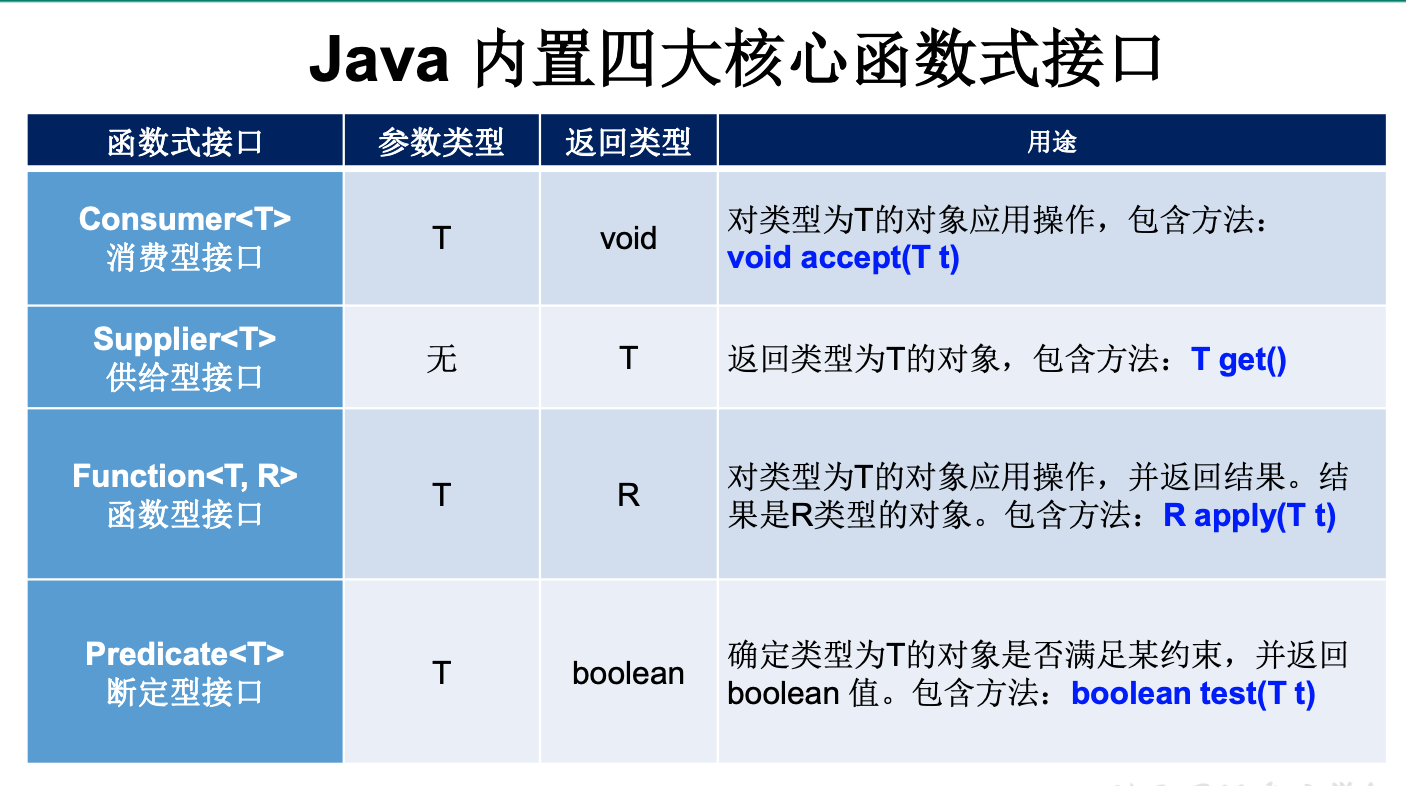 Java 内置四大核心函数式接口
函数式接口 参数类型 返回类型 用途
Consumer<T>
消费型接口
T
void
对类型为T的对象应用操作，包含方法：
void accept(T t)
Supplier<T>
供给型接口
无
T
返回类型为T的对象，包含方法：T get()
Function<T, R>
函数型接口
T
R
对类型为T的对象应用操作，并返回结果。结
果是R类型的对象。包含方法：R apply(T t)
Predicate<T>
断定型接口
T
boolean
确定类型为T的对象是否满足某约束，并返回
boolean 值。包含方法：boolean test(T t)